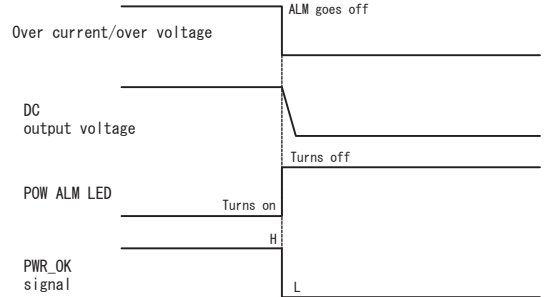 ALM goes off
Over current/over voltage
DC
output voltage
Turns off
POW ALM LED
Turns on
H
PWR_OK
signal
L